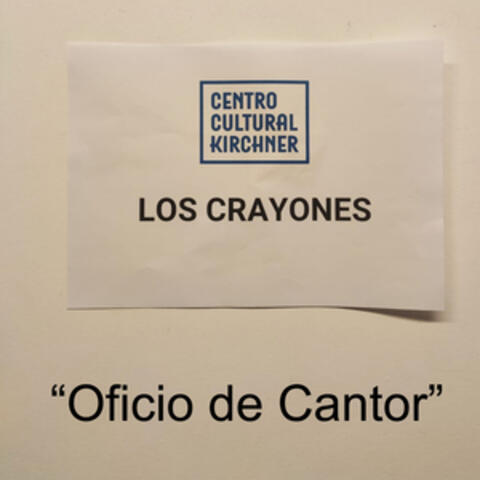 CENTRO
CULTURAL
KIRCHNER
LOS CRAYONES
“Oficio de Cantor”